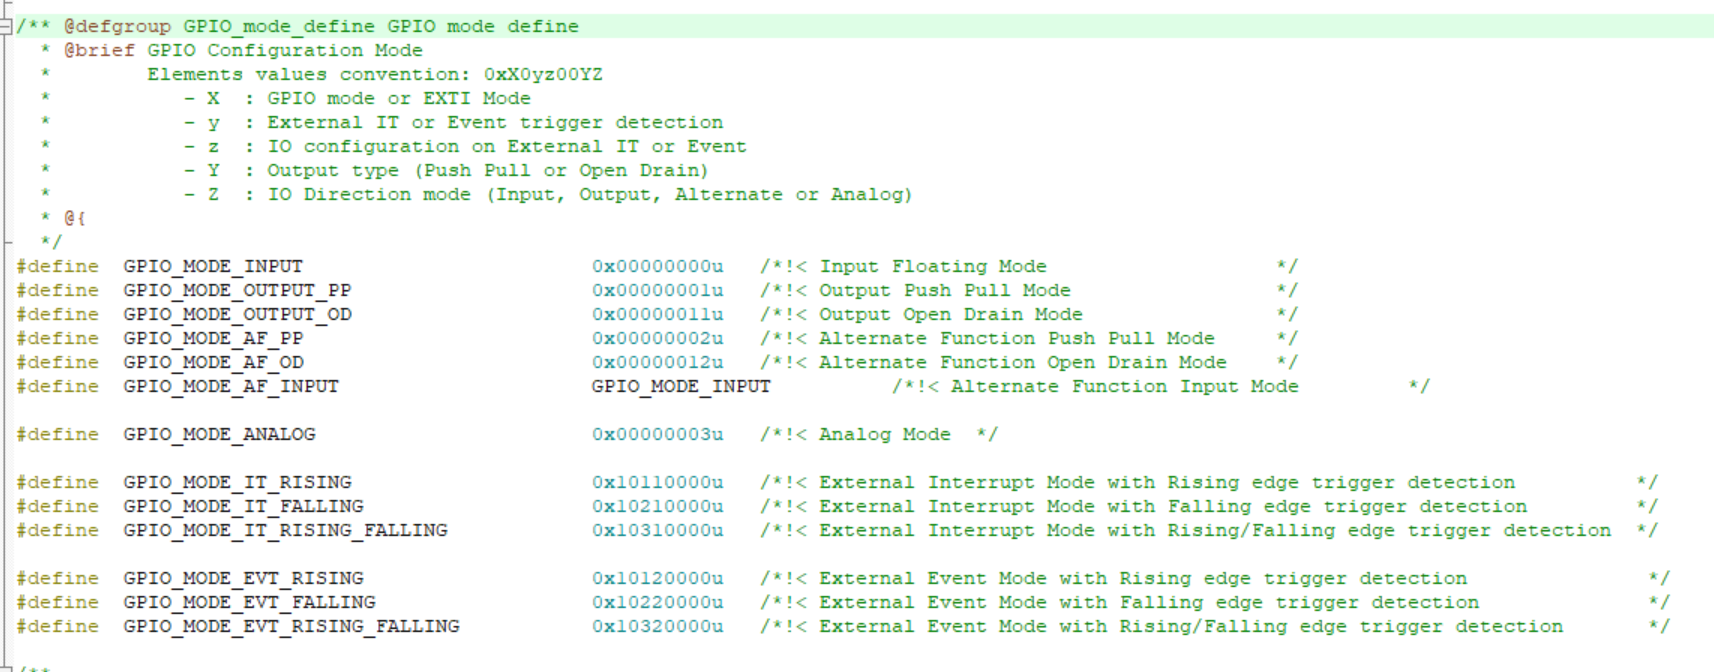 /** @defgroup GPIO_mode_define GPIO mode define
  * @brief GPIO Configuration Mode
  *        Elements values convention: 0xX0yz00YZ
  *           - X  : GPIO mode or EXTI Mode
  *           - y  : External IT or Event trigger detection
  *           - z  : IO configuration on External IT or Event
  *           - Y  : Output type (Push Pull or Open Drain)
  *           - Z  : IO Direction mode (Input, Output, Alternate or Analog)
  * @{
  */
#define  GPIO_MODE_INPUT                        0x00000000u   /*!< Input Floating Mode                   */
#define  GPIO_MODE_OUTPUT_PP                    0x00000001u   /*!< Output Push Pull Mode                 */
#define  GPIO_MODE_OUTPUT_OD                    0x00000011u   /*!< Output Open Drain Mode                */
#define  GPIO_MODE_AF_PP                        0x00000002u   /*!< Alternate Function Push Pull Mode     */
#define  GPIO_MODE_AF_OD                        0x00000012u   /*!< Alternate Function Open Drain Mode    */
#define  GPIO_MODE_AF_INPUT                     GPIO_MODE_INPUT          /*!< Alternate Function Input Mode         */
#define  GPIO_MODE_ANALOG                       0x00000003u   /*!< Analog Mode  */
#define  GPIO_MODE_IT_RISING                    0x10110000u   /*!< External Interrupt Mode with Rising edge trigger detection          */
#define  GPIO_MODE_IT_FALLING                   0x10210000u   /*!< External Interrupt Mode with Falling edge trigger detection         */
#define  GPIO_MODE_IT_RISING_FALLING            0x10310000u   /*!< External Interrupt Mode with Rising/Falling edge trigger detection  */
#define  GPIO_MODE_EVT_RISING                   0x10120000u   /*!< External Event Mode with Rising edge trigger detection               */
#define  GPIO_MODE_EVT_FALLING                  0x10220000u   /*!< External Event Mode with Falling edge trigger detection              */
#define  GPIO_MODE_EVT_RISING_FALLING           0x10320000u   /*!< External Event Mode with Rising/Falling edge trigger detection       */
/**